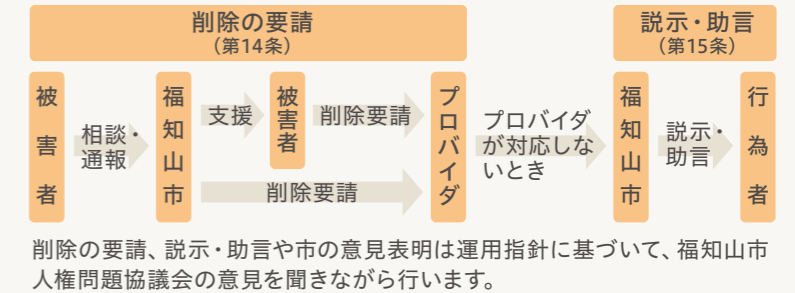 削除の要請
（第14条）
説示・助言
（第15条）
被害者
相談・
通報
福知山市
支援
被害者
削除要請
削除要請
プロバイダ
プロバイダ
が対応しな
いとき
福知山市
説示・
助言
行為者
削除の要請、説示・助言や市の意見表明は運用指針に基づいて、福知山市
人権問題協議会の意見を聞きながら行います。